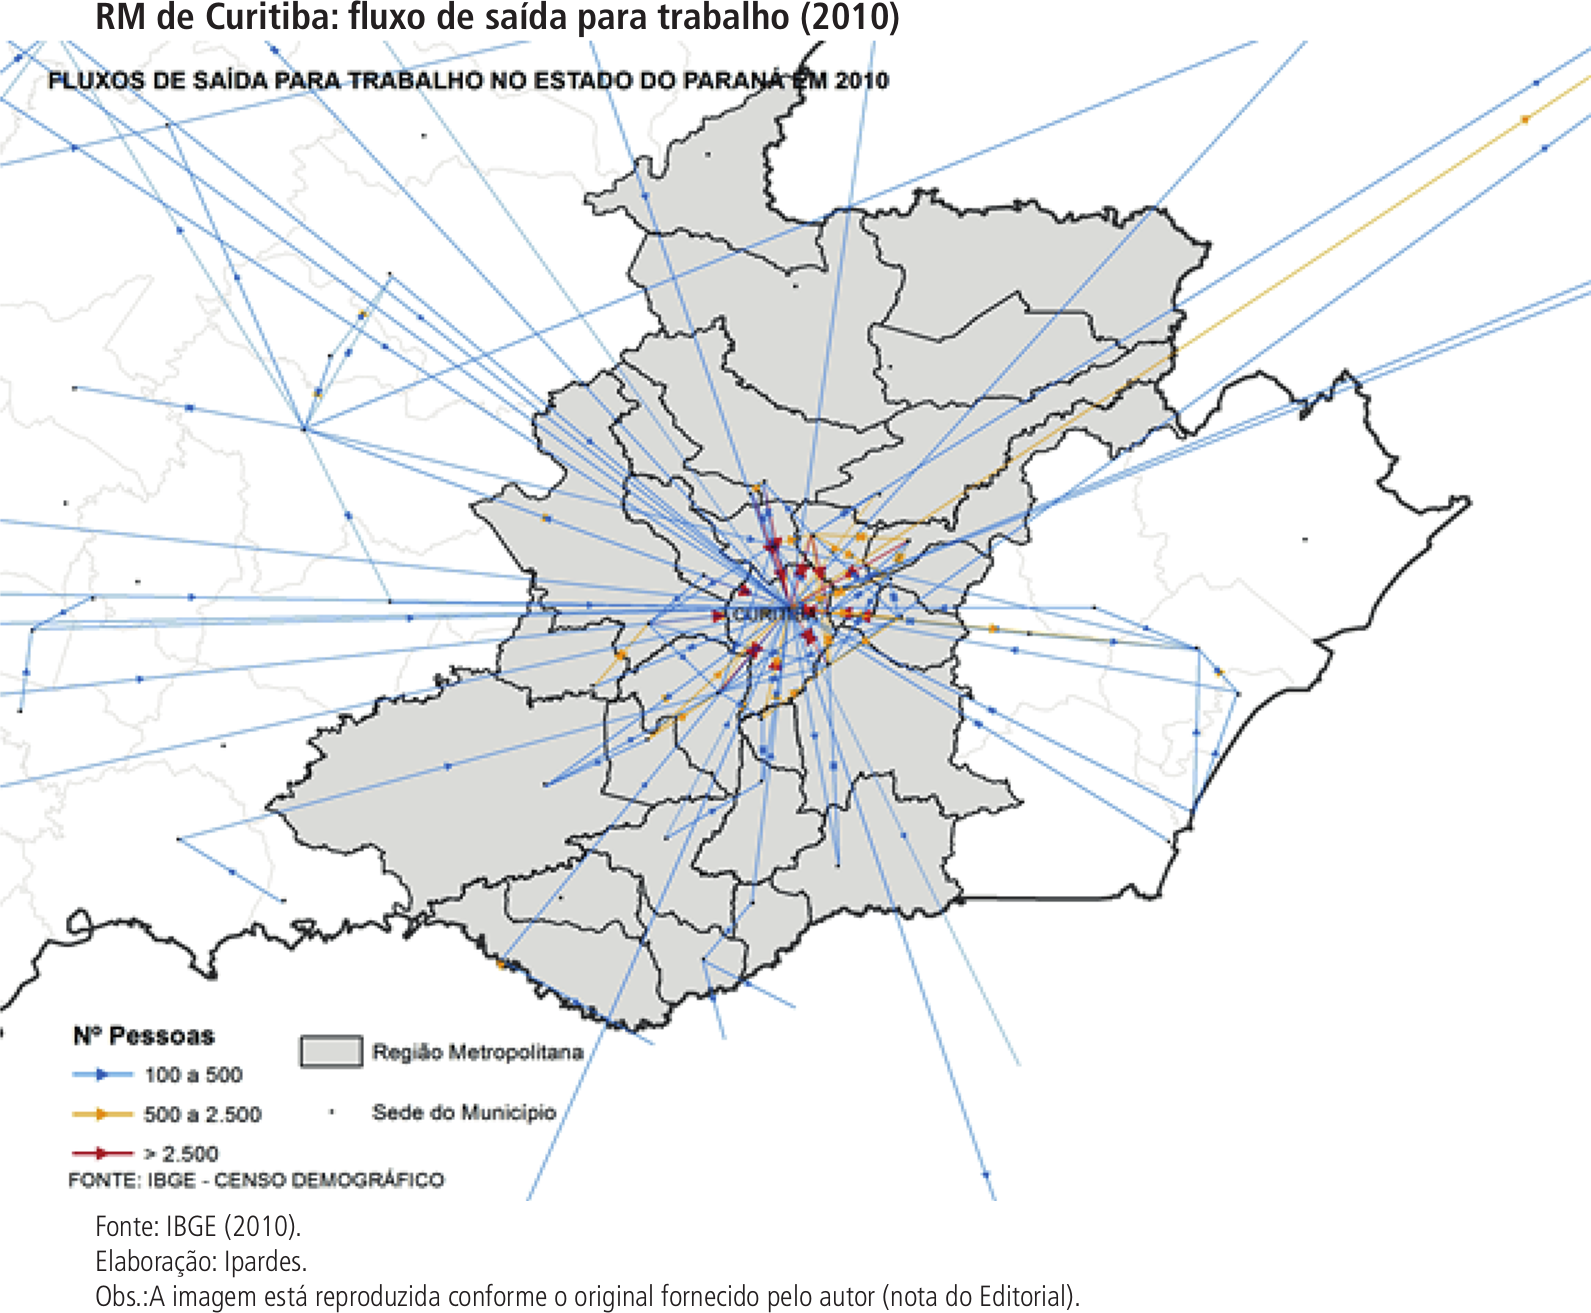 RM de Curitiba: fluxo de saída para trabalho (2010)
FLUXOS DE SAÍDA PARA TRABALHO NO ESTADO DO PARANÁ EM 2010
CURITIBA
Nº Pessoas
100 a 500
500 a 2.500
> 2.500
Região Metropolitana
Sede do Município
FONTE: IBGE - CENSO DEMOGRÁFICO
Fonte: IBGE (2010).
Elaboração: Ipardes.
Obs.:A imagem está reproduzida conforme o original fornecido pelo autor (nota do Editorial).